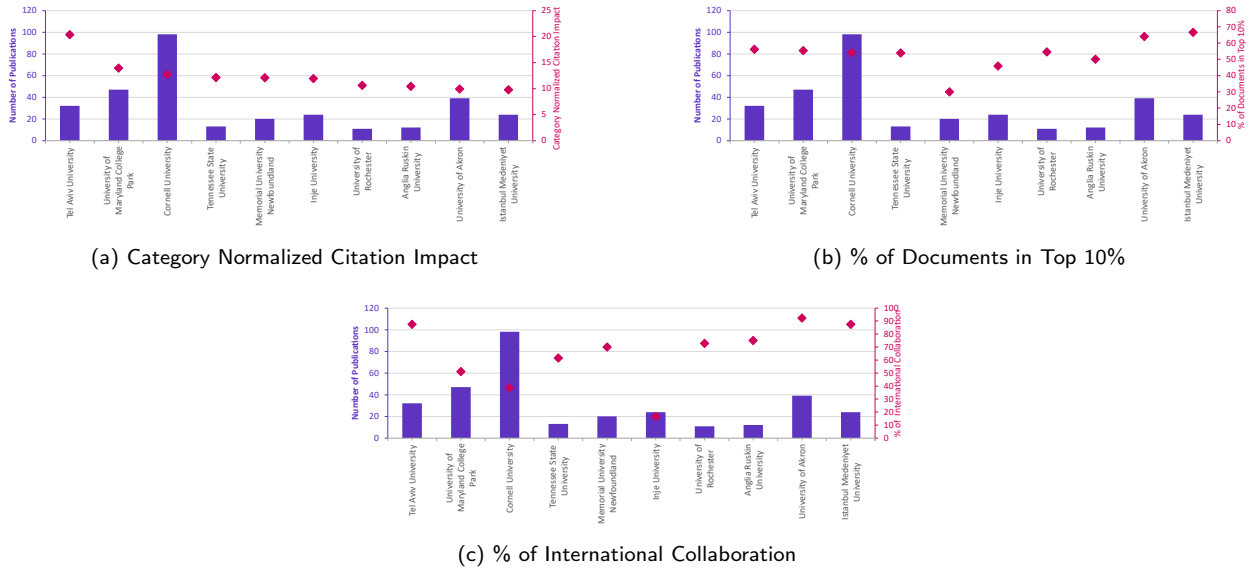 120
100
80
60
40
20
0
Number of Publications
25
20
15
10
5
0
Category Normalized Citation Impact
Tel Aviv University
University of
Maryland College
Park
Cornell University
Tennessee State
University
Memorial University
Newfoundland
Inje University
University of
Rochester
Anglia Ruskin
University
University of Akron
Istanbul Medeniyet
University
(a) Category Normalized Citation Impact
120
100
80
60
40
20
0
Number of Publications
80
70
60
50
40
30
20
10
0
% of Documents in Top 10%
Tel Aviv University
University of
Maryland College
Park
Cornell University
Tennessee State
University
Memorial University
Newfoundland
Inje University
University of
Rochester
Anglia Ruskin
University
University of Akron
Istanbul Medeniyet
University
(b) % of Documents in Top 10%
120
100
80
60
40
20
0
Number of Publications
100
90
80
70
60
50
40
30
20
10
0
% of International Collaboration
Tel Aviv University
University of
Maryland College
Park
Cornell University
Tennessee State
University
Memorial University
Newfoundland
Inje University
University of
Rochester
Anglia Ruskin
University
University of Akron
Istanbul Medeniyet
University
(c) % of International Collaboration